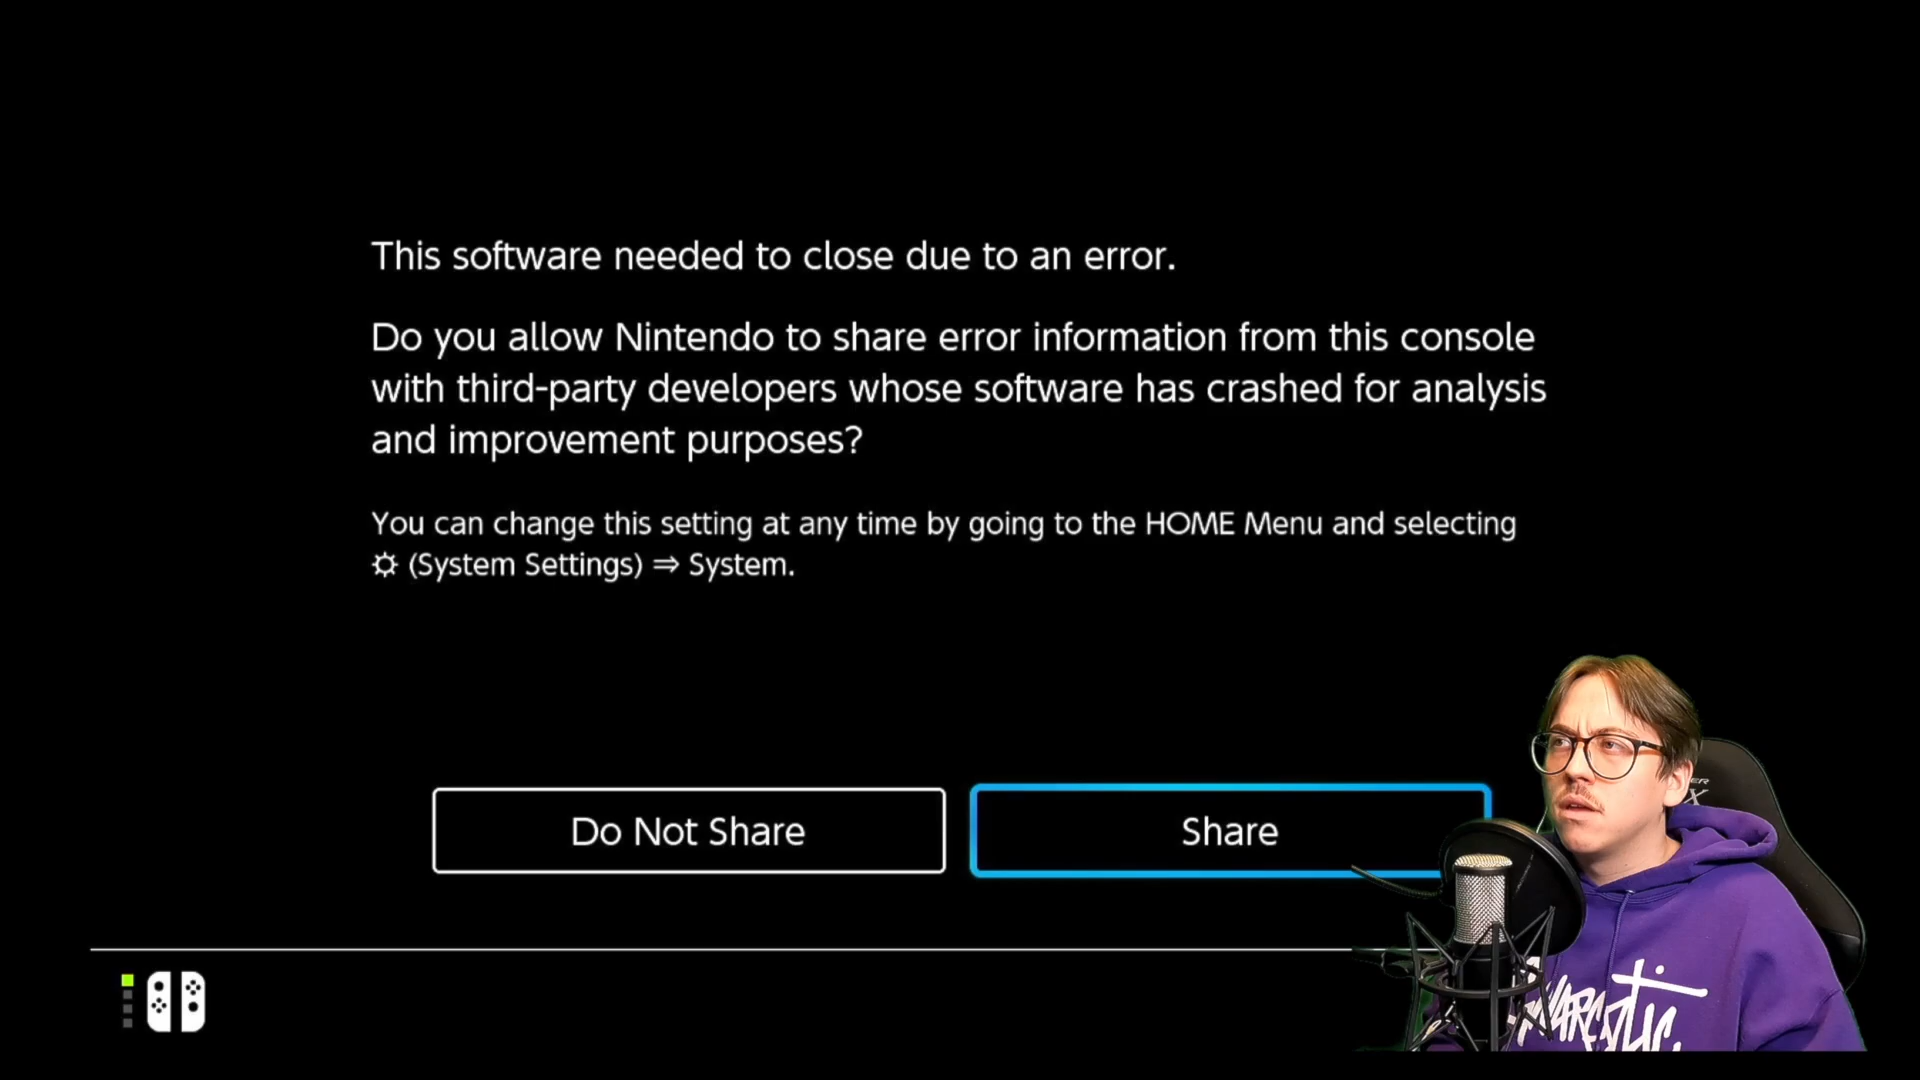 This software needed to close due to an error.
Do you allow Nintendo to share error information from this console
with third-party developers whose software has crashed for analysis
and improvement purposes?
You can change this setting at any time by going to the HOME Menu and selecting
(System Settings) ⇒ System.
Do Not Share
Share